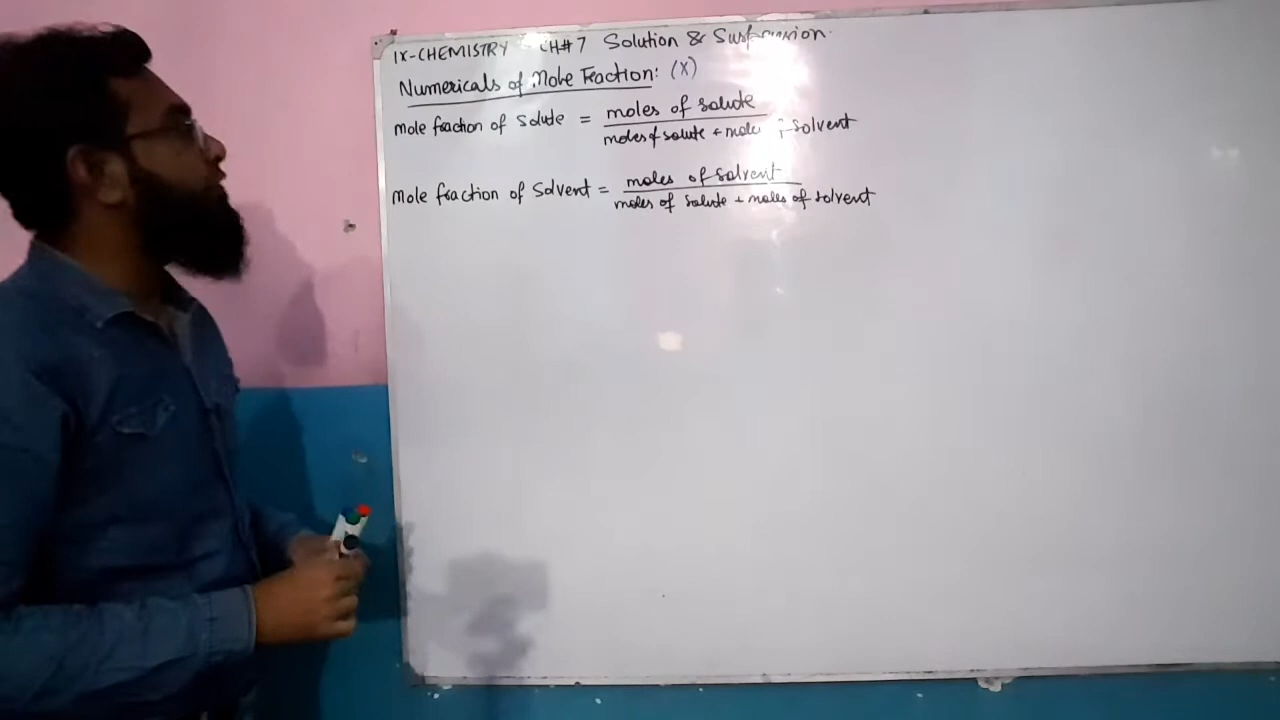 IX-CHEMISTRY CH#7 Solution & Suspension.
Numericals of Mole Fraction: (X)
Mole fraction of Solute = moles of solute
moles of solute + mole of solvent
Mole fraction of Solvent = moles of Solvent
moles of solute + moles of solvent